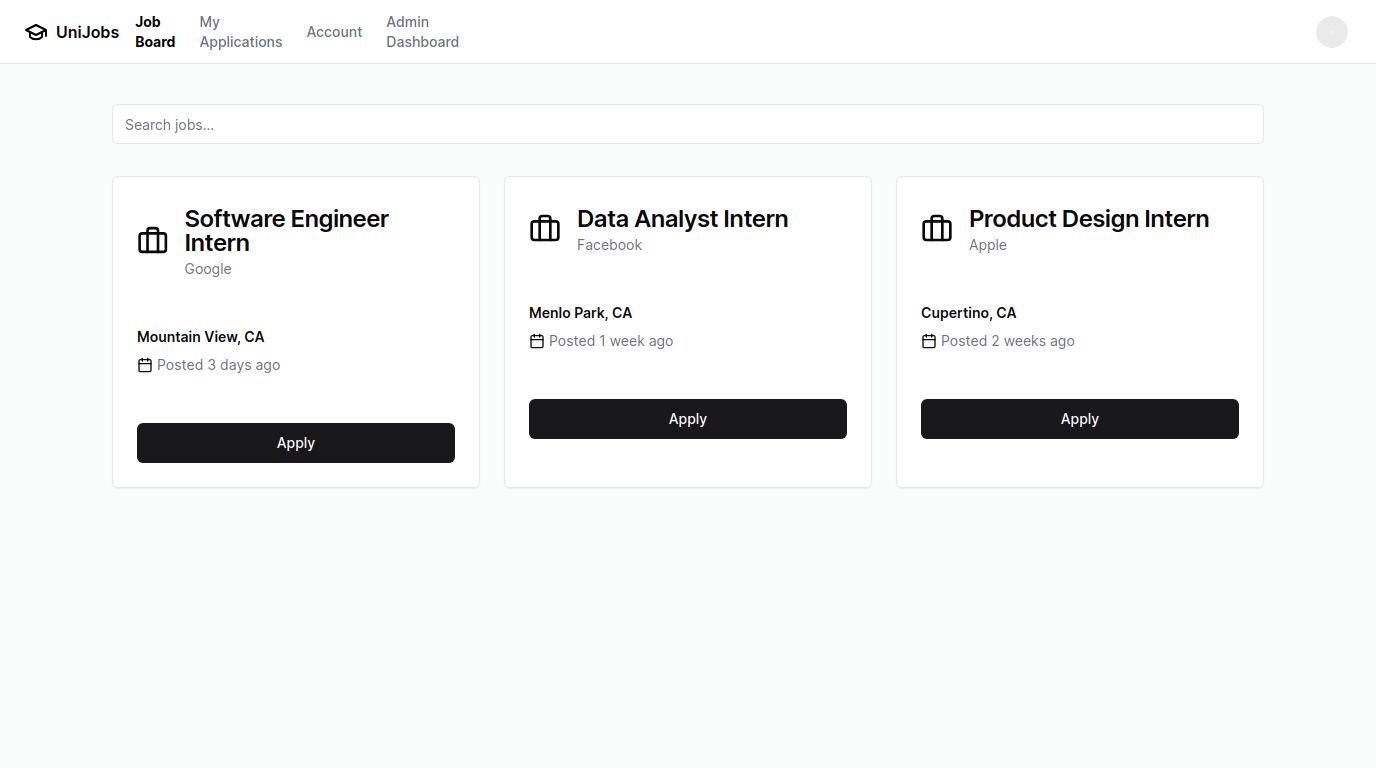 UniJobs
Job
Board
My
Applications
Account
Admin
Dashboard
Search jobs...
Software Engineer
Intern
Google
Mountain View, CA
Posted 3 days ago
Apply
Data Analyst Intern
Facebook
Menlo Park, CA
Posted 1 week ago
Apply
Product Design Intern
Apple
Cupertino, CA
Posted 2 weeks ago
Apply